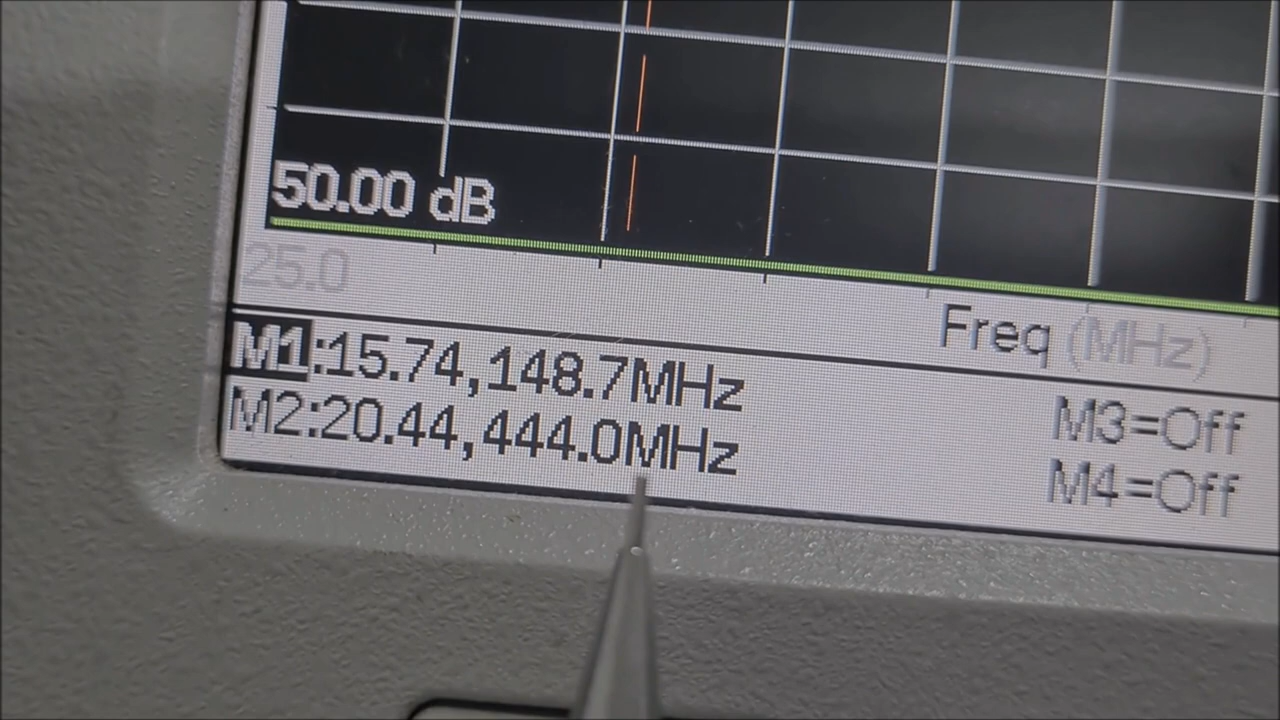 50.00 dB
25.0
Freq (MHz)
M1:15.74,148.7MHz
M2:20.44,444.0MHz
M3=Off
M4=Off